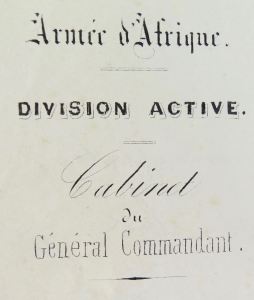 Armée d'Afrique.
DIVISION ACTIVE.
Cabinet
du
Général Commandant.